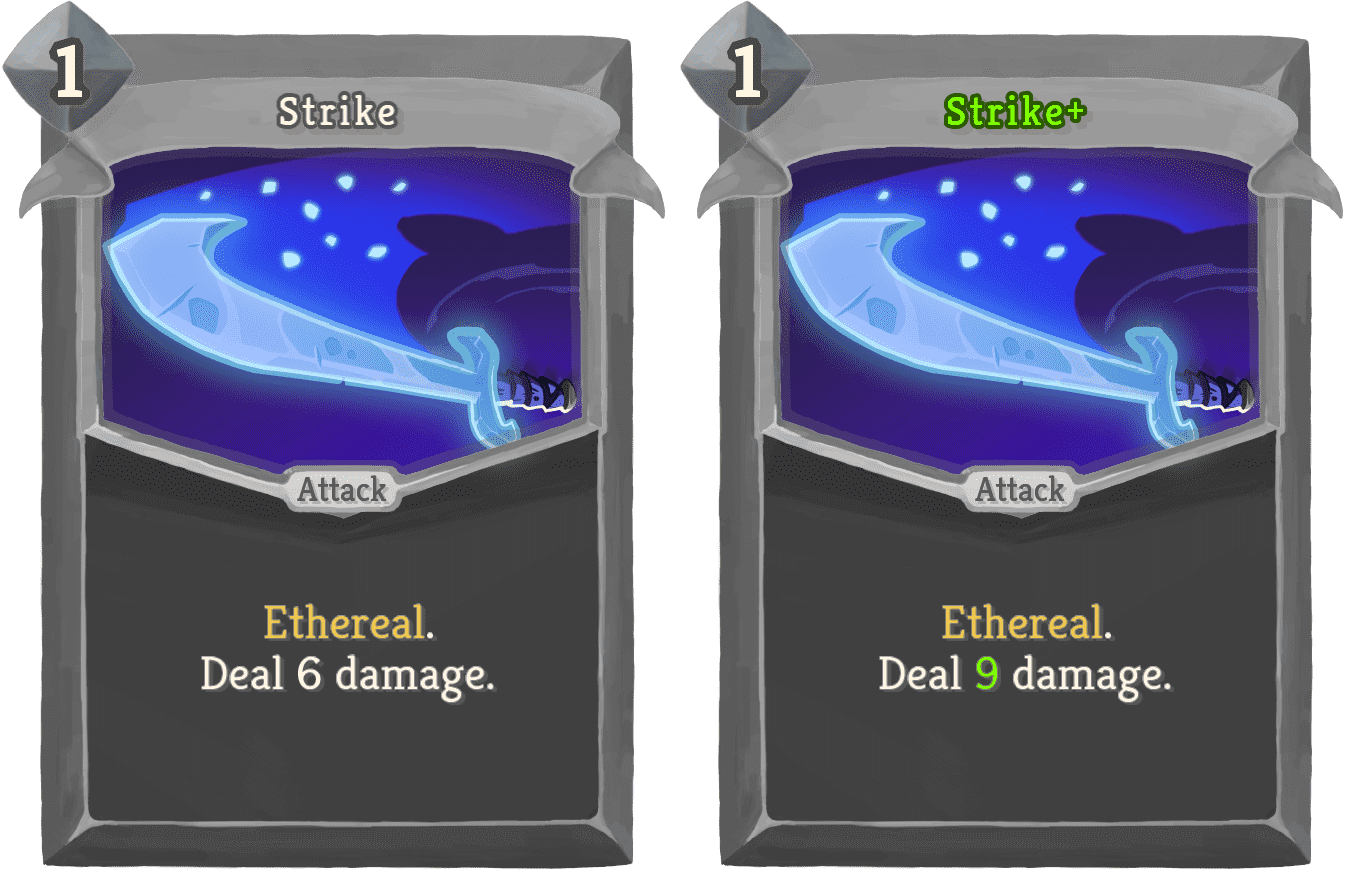 1
Strike
Attack
Ethereal.
Deal 6 damage.
1
Strike+
Attack
Ethereal.
Deal 9 damage.